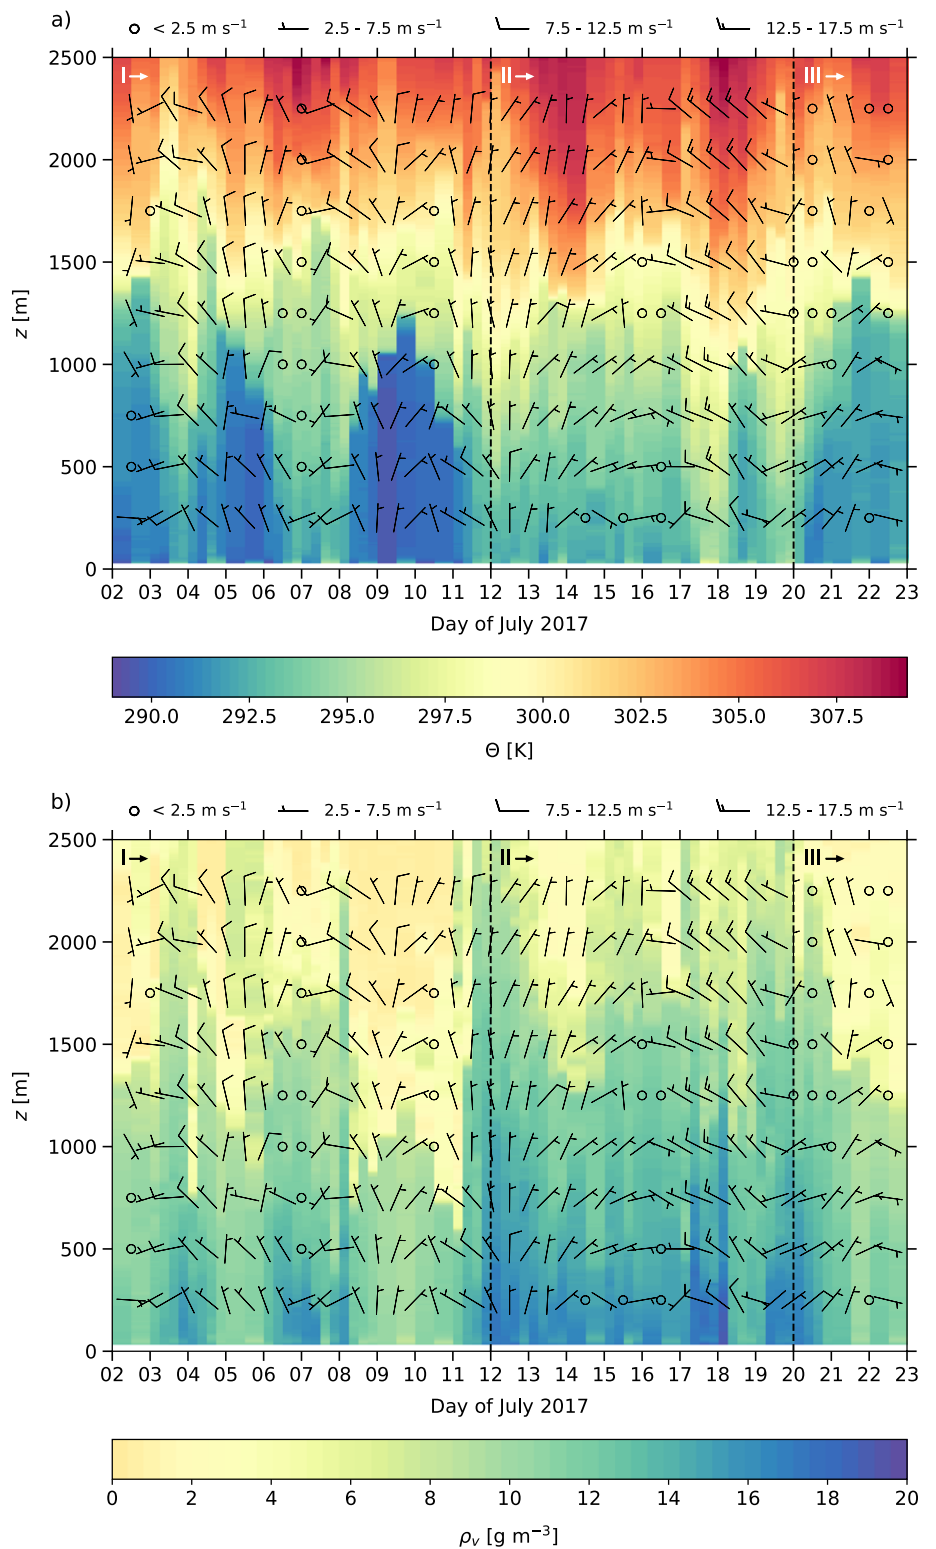 a)
< 2.5 m s⁻¹ 2.5 - 7.5 m s⁻¹ 7.5 - 12.5 m s⁻¹ 12.5 - 17.5 m s⁻¹
I→ II→ III→
2500
2000
1500
1000
500
0
z [m]
02 03 04 05 06 07 08 09 10 11 12 13 14 15 16 17 18 19 20 21 22 23
Day of July 2017
290.0 292.5 295.0 297.5 300.0 302.5 305.0 307.5
Θ [K]
b)
< 2.5 m s⁻¹ 2.5 - 7.5 m s⁻¹ 7.5 - 12.5 m s⁻¹ 12.5 - 17.5 m s⁻¹
I→ II→ III→
2500
2000
1500
1000
500
0
z [m]
02 03 04 05 06 07 08 09 10 11 12 13 14 15 16 17 18 19 20 21 22 23
Day of July 2017
0 2 4 6 8 10 12 14 16 18 20
ρᵥ [g m⁻³]